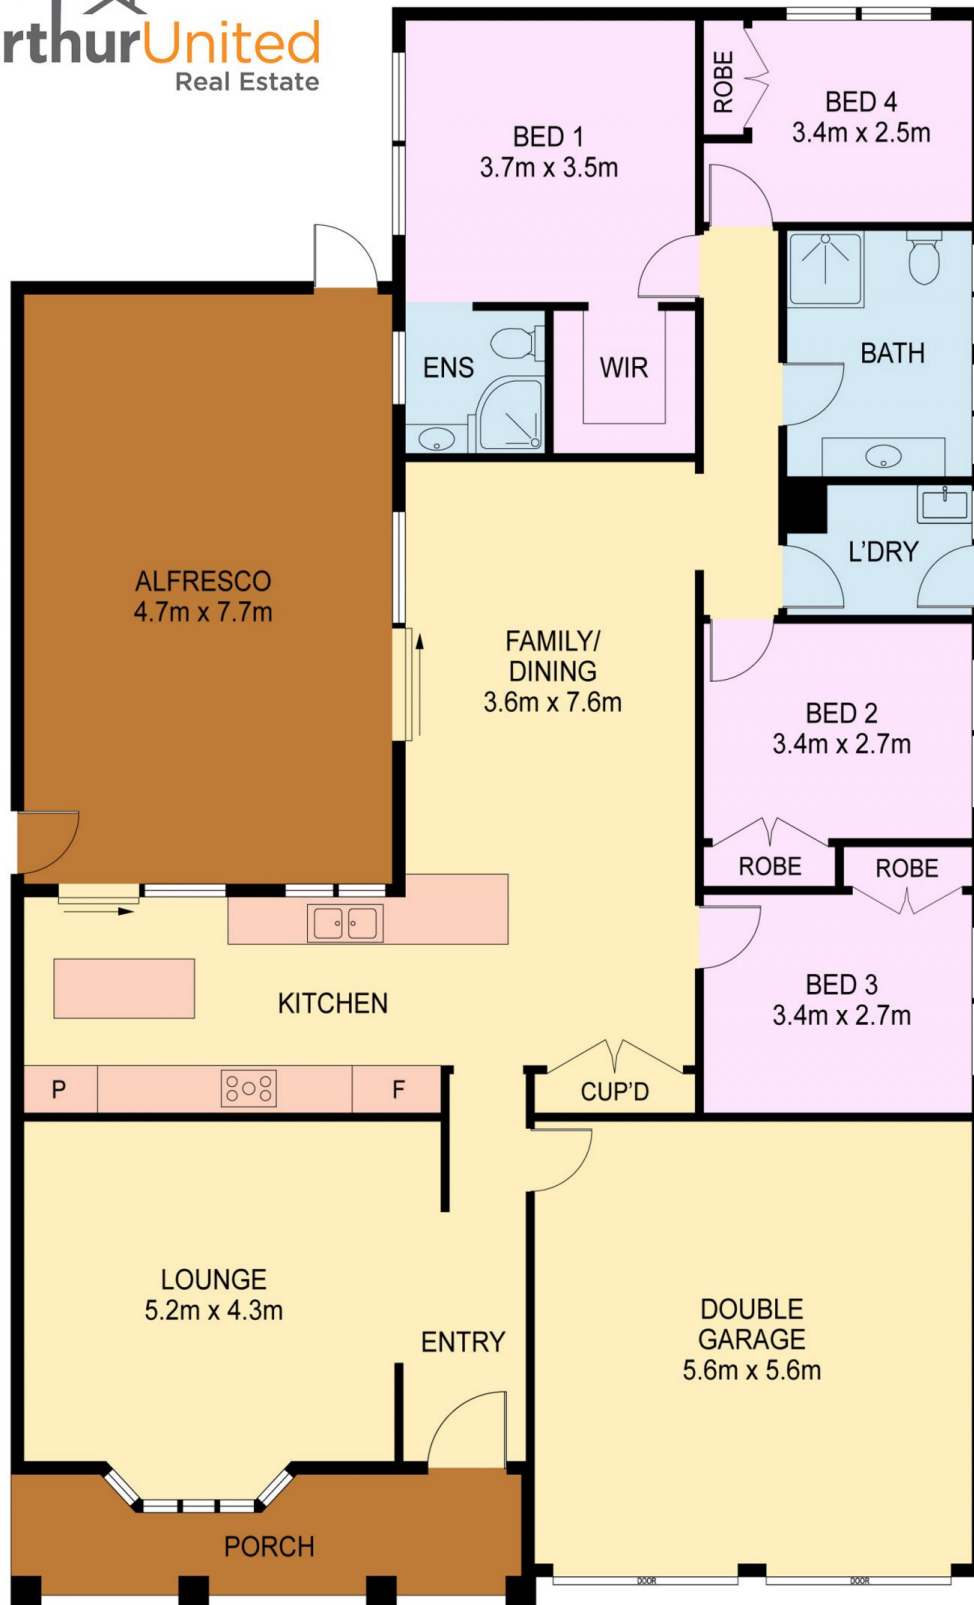 rthurUnited
Real Estate
BED 1
3.7m x 3.5m
ROBE
BED 4
3.4m x 2.5m
ENS
WIR
BATH
L'DRY
ALFRESCO
4.7m x 7.7m
FAMILY/
DINING
3.6m x 7.6m
BED 2
3.4m x 2.7m
ROBE
ROBE
KITCHEN
BED 3
3.4m x 2.7m
P
F
CUP'D
LOUNGE
5.2m x 4.3m
ENTRY
DOUBLE
GARAGE
5.6m x 5.6m
PORCH
DOOR
DOOR